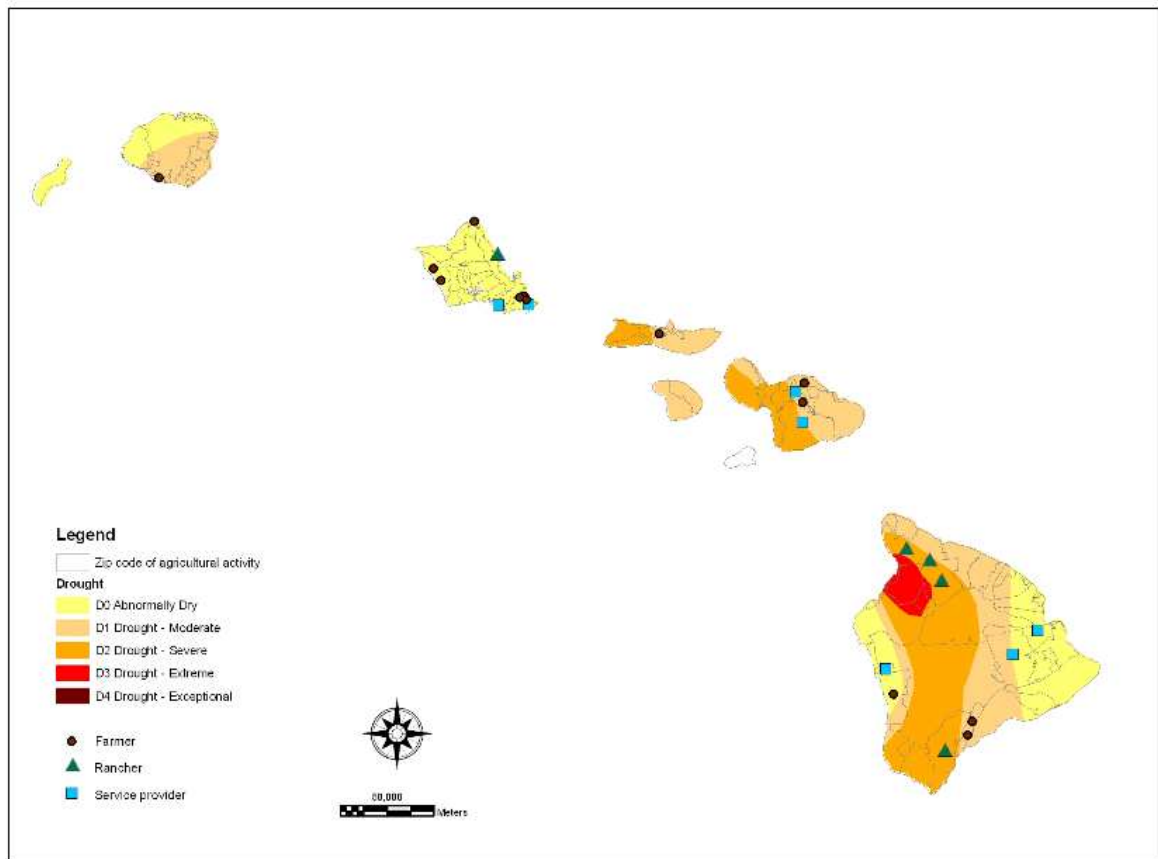 Legend
Zip code of agricultural activity
Drought
D0 Abnormally Dry
D1 Drought - Moderate
D2 Drought - Severe
D3 Drought - Extreme
D4 Drought - Exceptional
Farmer
Rancher
Service provider
80,000
Meters